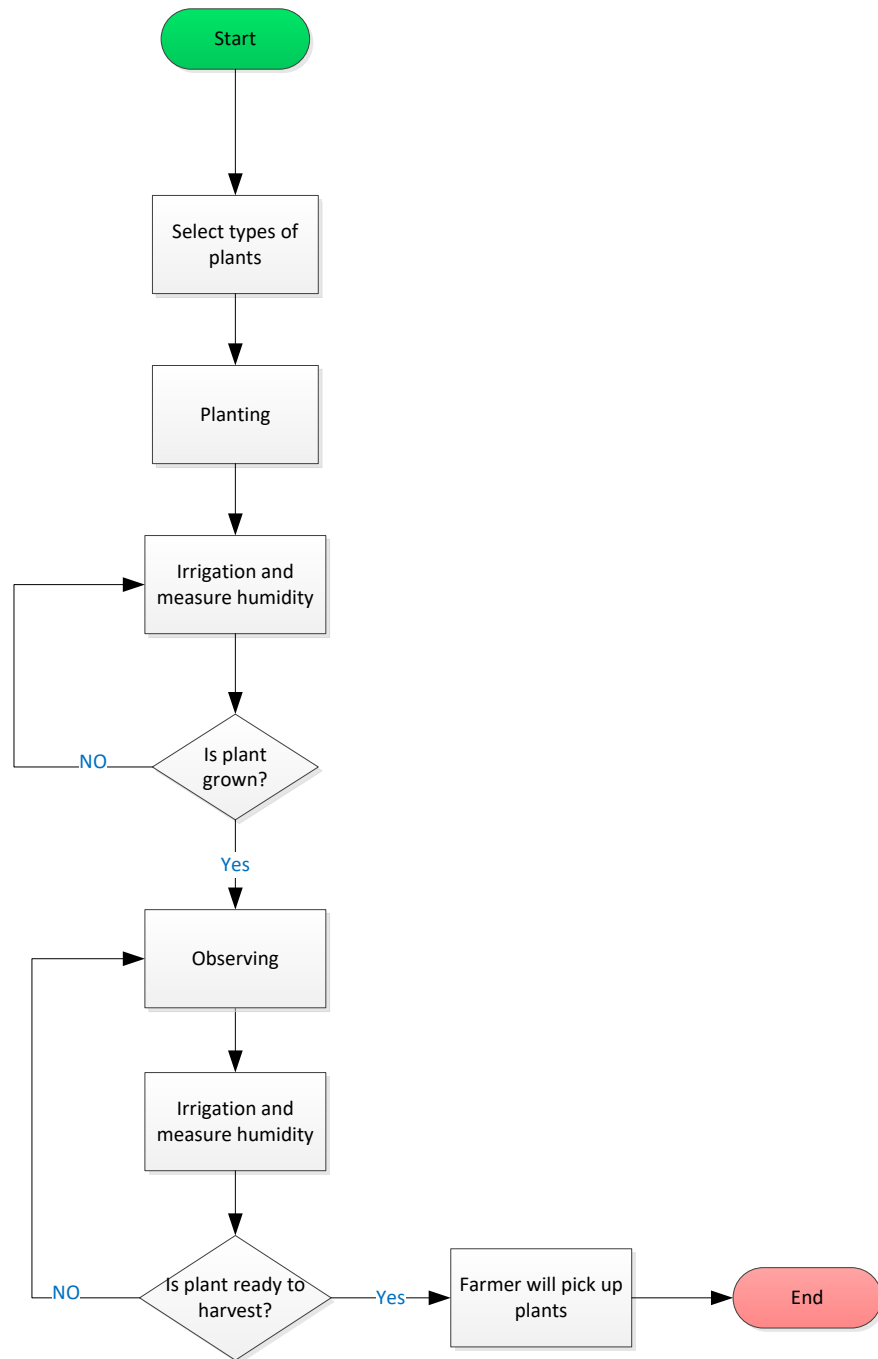 Start
Select types of
plants
Planting
Irrigation and
measure humidity
Is plant
grown?
NO
Yes
Observing
Irrigation and
measure humidity
Is plant ready to
harvest?
NO
Yes
Farmer will pick up
plants
End